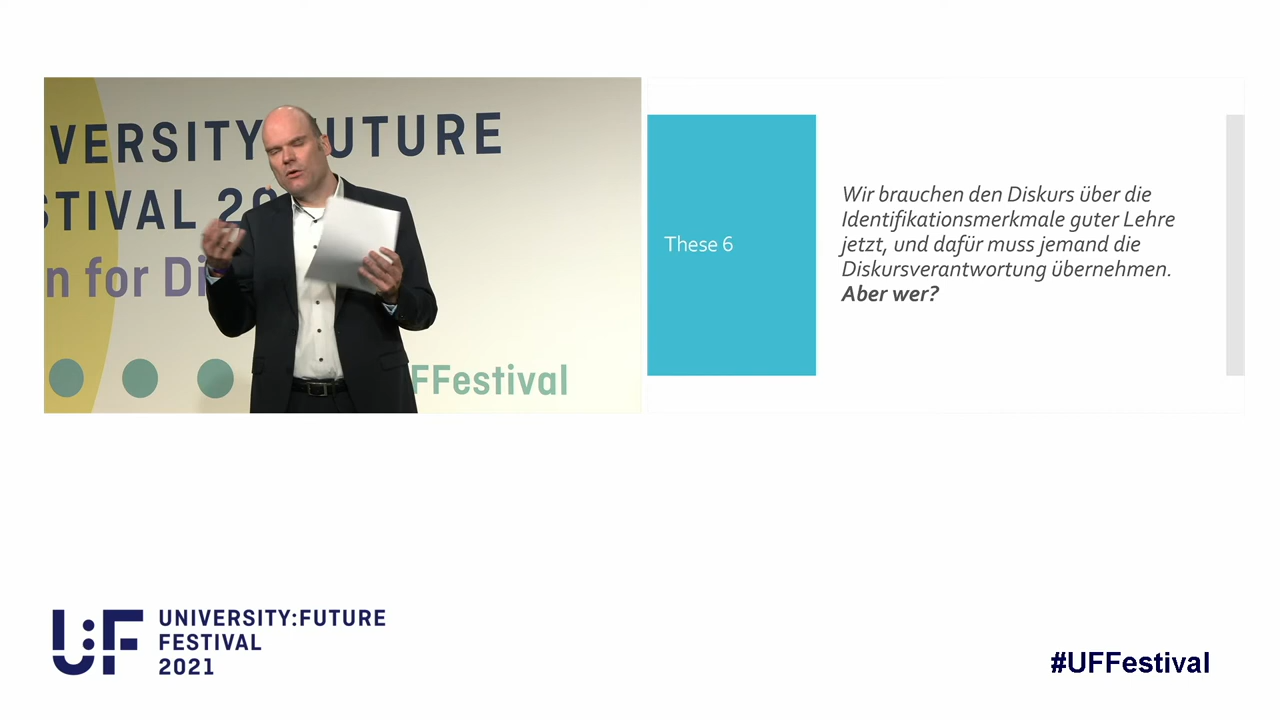 VERSITY:FUTURE
STIVAL 20
n for Di
FFestival
These 6
Wir brauchen den Diskurs über die
Identifikationsmerkmale guter Lehre
jetzt, und dafür muss jemand die
Diskursverantwortung übernehmen.
Aber wer?
U:F
UNIVERSITY:FUTURE
FESTIVAL
2021
#UFFestival